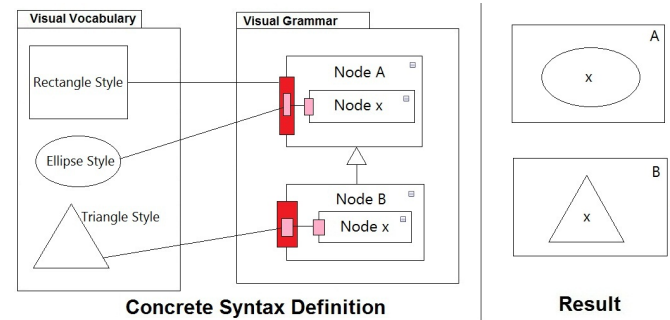 Visual Vocabulary
Rectangle Style
Ellipse Style
Triangle Style
Visual Grammar
Node A
Node x
Node B
Node x
Concrete Syntax Definition
A
x
B
x
Result